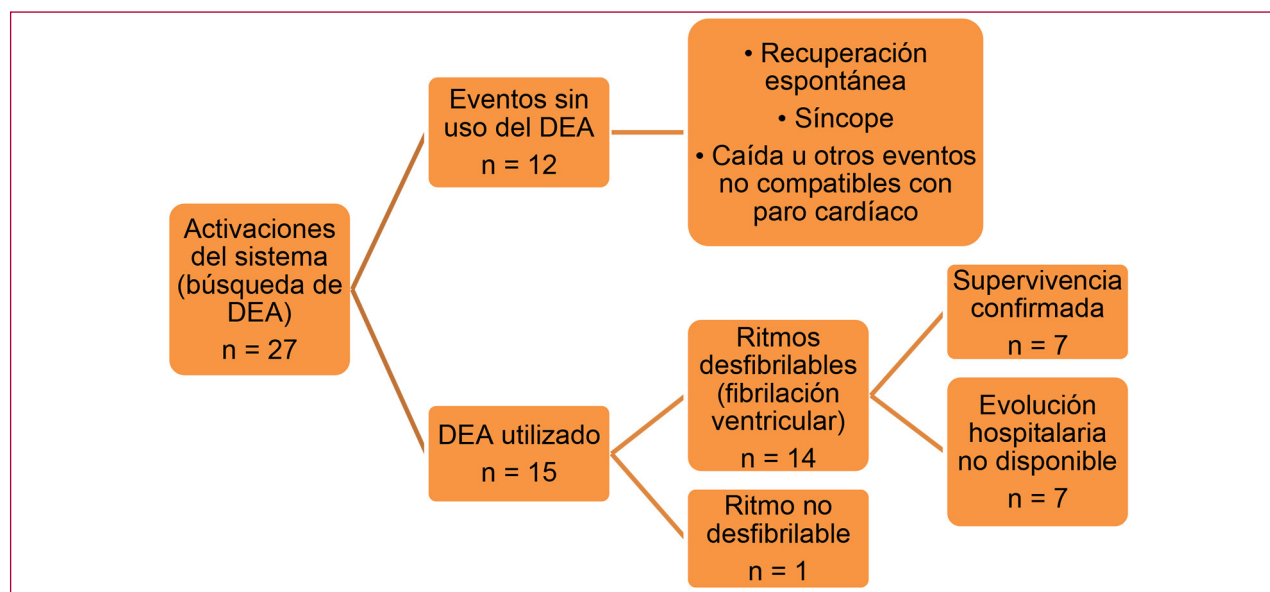 Activaciones
del sistema
(búsqueda de
DEA)
n = 27
Eventos sin
uso del DEA
n = 12
• Recuperación
espontánea
• Síncope
• Caída u otros eventos
no compatibles con
paro cardíaco
DEA utilizado
n = 15
Ritmos
desfibrilables
(fibrilación
ventricular)
n = 14
Ritmo no
desfibrilable
n = 1
Supervivencia
confirmada
n = 7
Evolución
hospitalaria
no disponible
n = 7